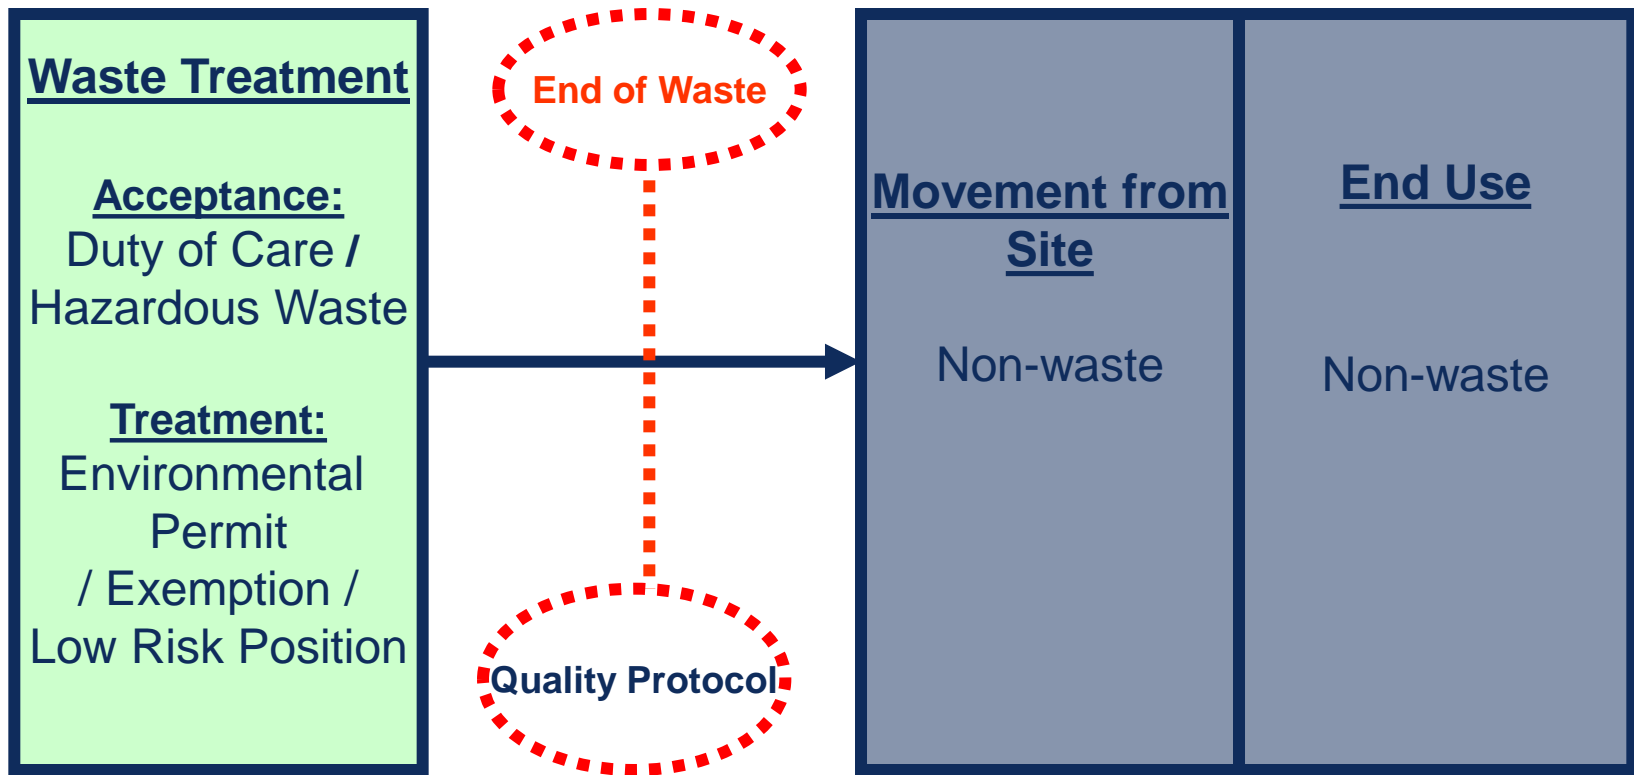 Waste Treatment
Acceptance:
Duty of Care /
Hazardous Waste
Treatment:
Environmental
Permit
/ Exemption /
Low Risk Position
End of Waste
Quality Protocol
Movement from
Site
Non-waste
End Use
Non-waste